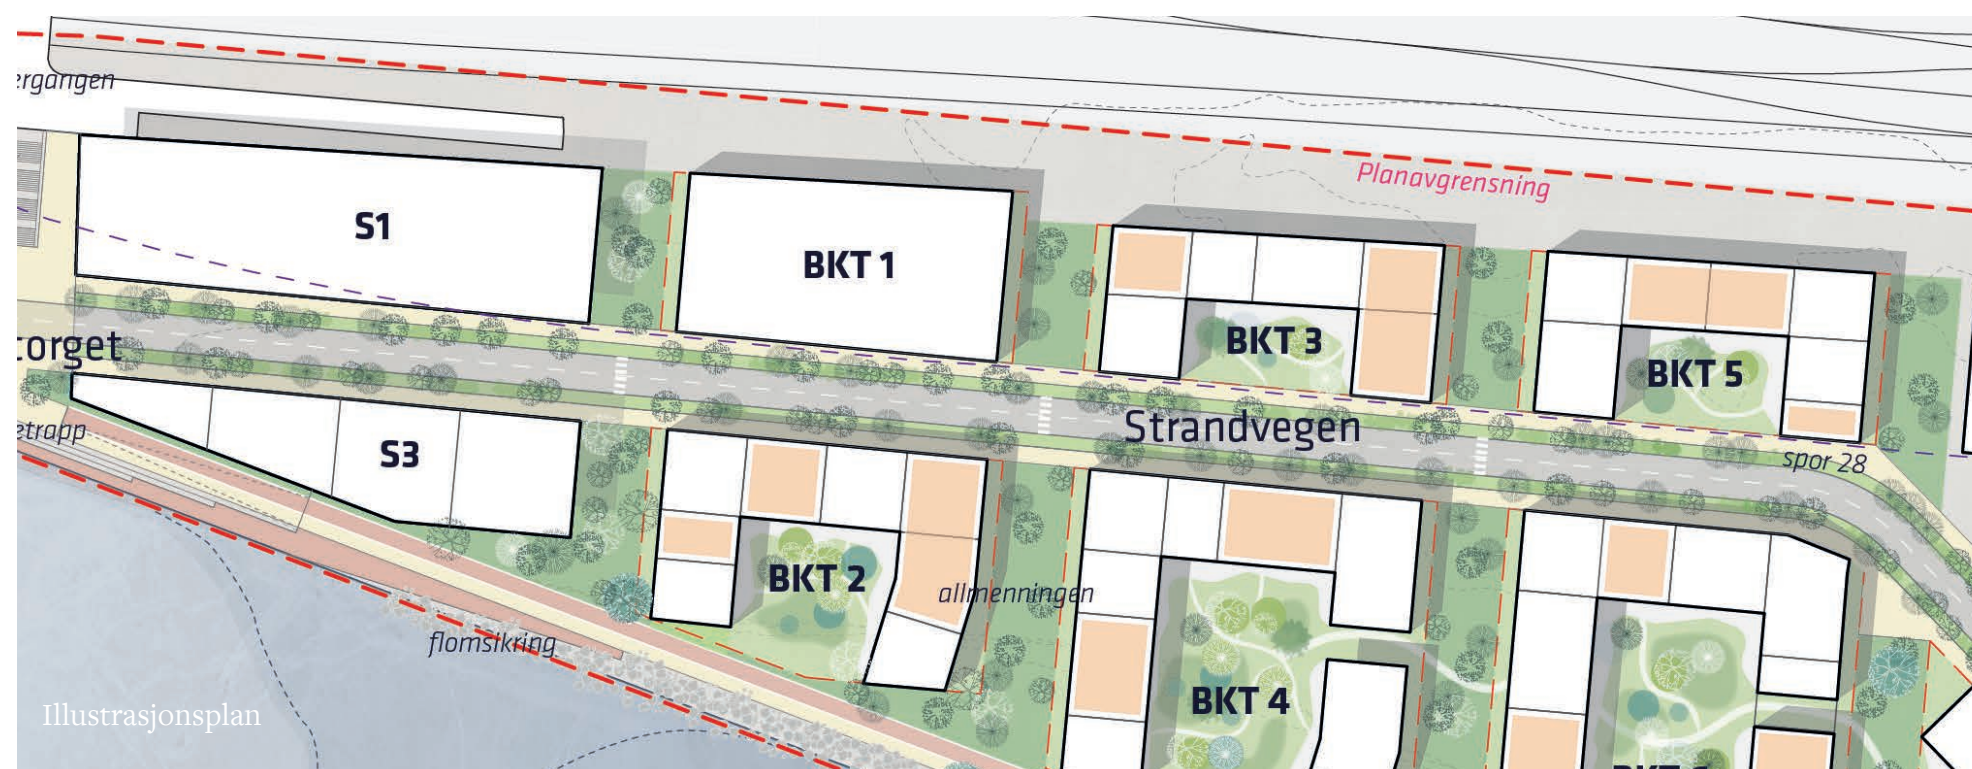 ergangen
Planavgrensning
S1
BKT 1
BKT 3
BKT 5
torget
Strandvegen
spor 28
etrapp
S3
BKT 2
allmenningen
flomsikring
BKT 4
Illustrasjonsplan